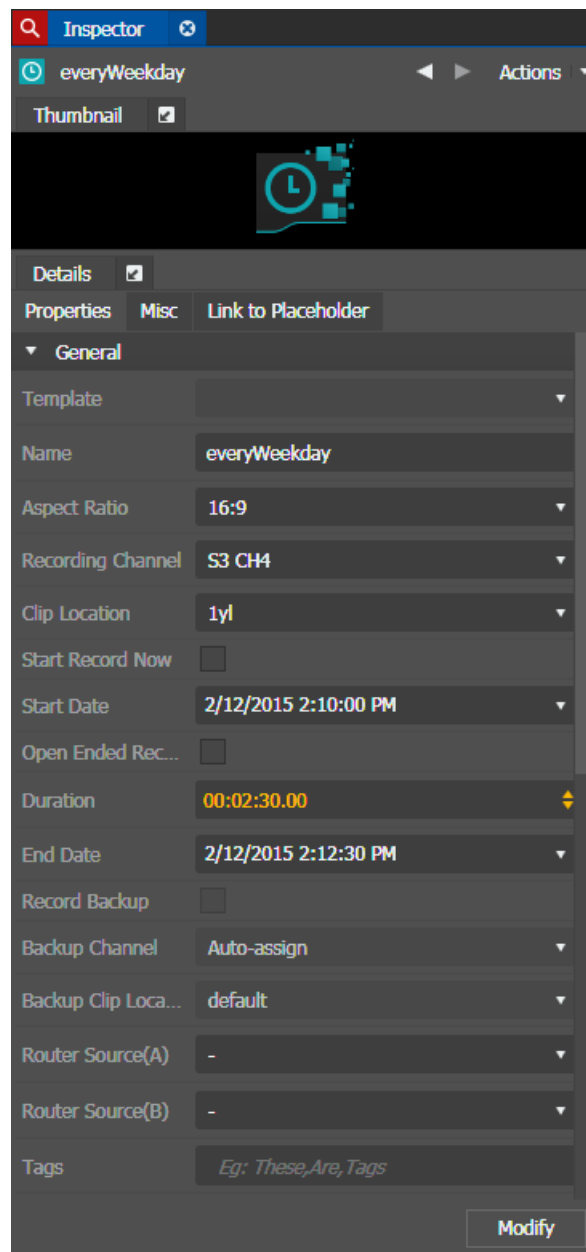 Inspector
everyWeekday Actions
Thumbnail
Details
Properties Misc Link to Placeholder
General
Template
Name everyWeekday
Aspect Ratio 16:9
Recording Channel S3 CH4
Clip Location 1yl
Start Record Now
Start Date 2/12/2015 2:10:00 PM
Open Ended Rec...
Duration 00:02:30.00
End Date 2/12/2015 2:12:30 PM
Record Backup
Backup Channel Auto-assign
Backup Clip Loca... default
Router Source(A) -
Router Source(B) -
Tags Eg: These,Are,Tags
Modify